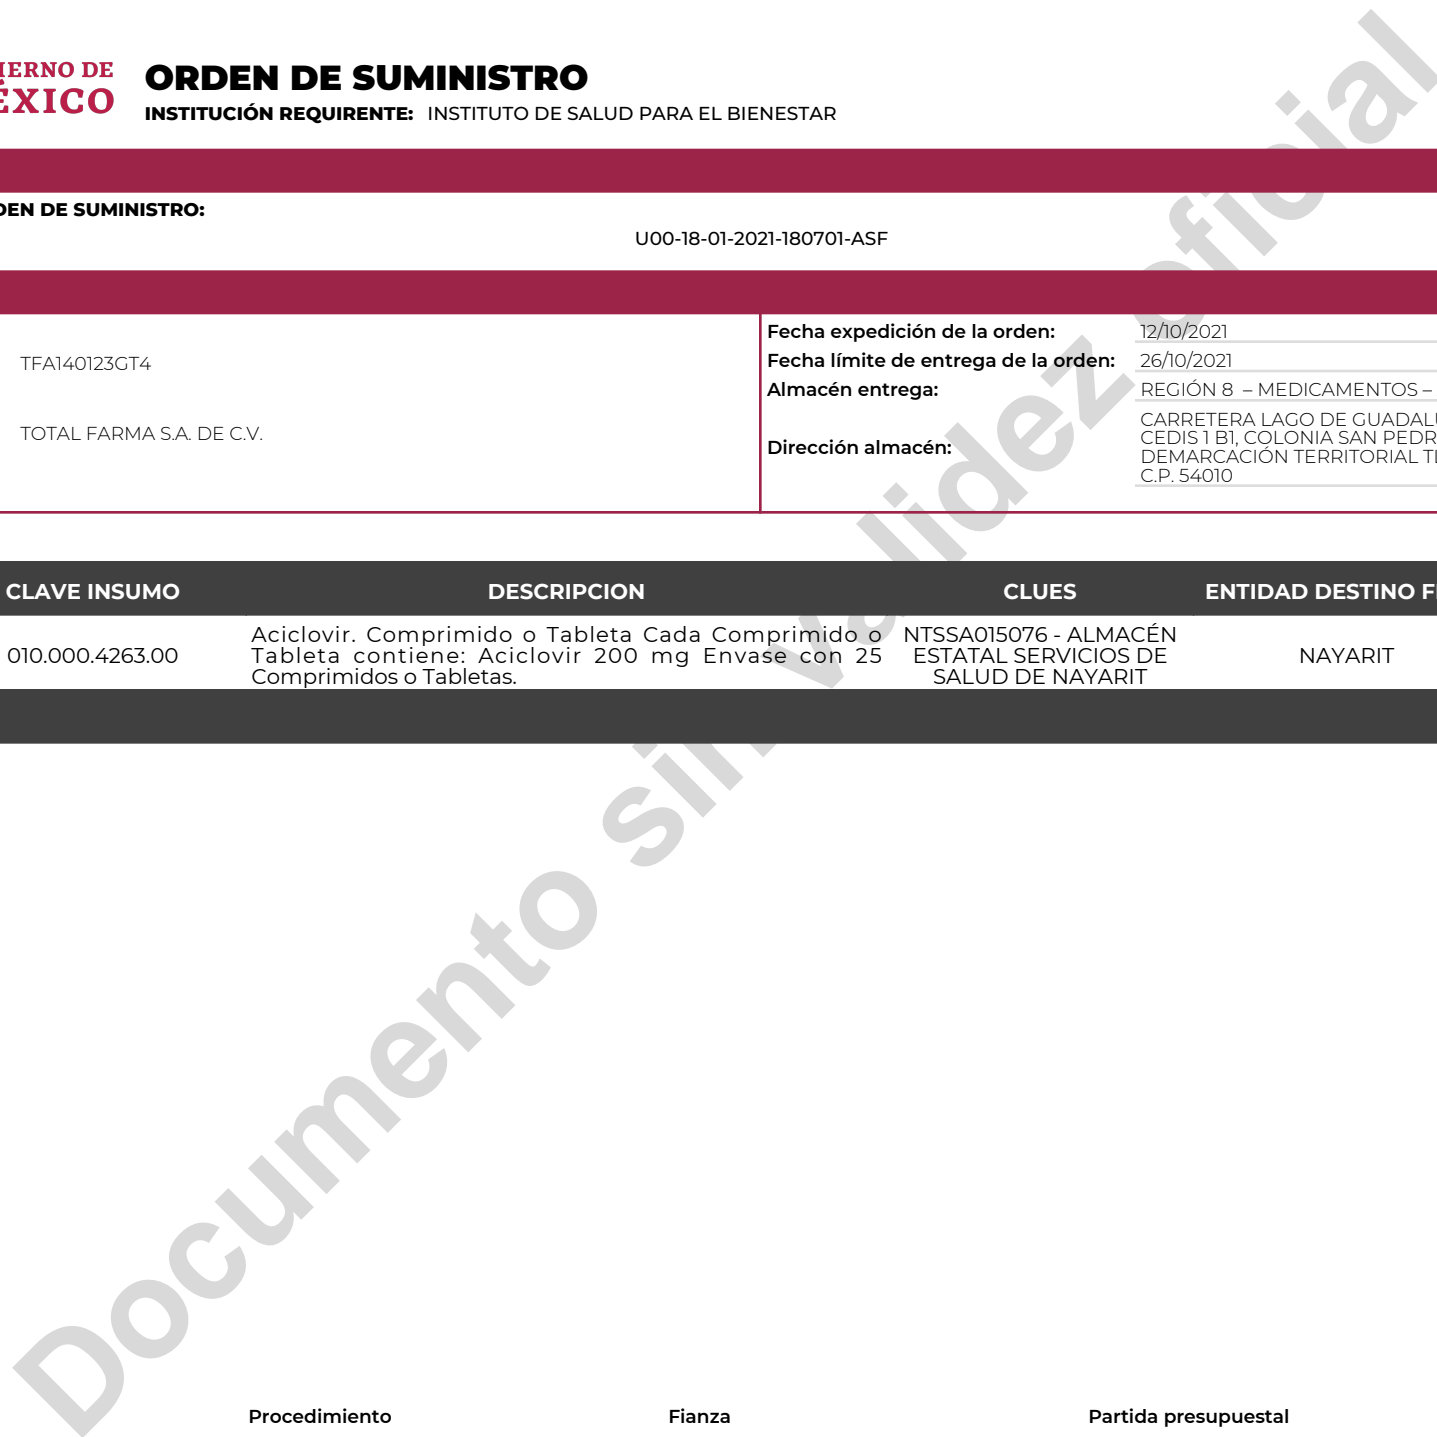 IERNO DE
ÉXICO
ORDEN DE SUMINISTRO
INSTITUCIÓN REQUIRENTE: INSTITUTO DE SALUD PARA EL BIENESTAR
DEN DE SUMINISTRO:
U00-18-01-2021-180701-ASF
TFA140123GT4
TOTAL FARMA S.A. DE C.V.
Fecha expedición de la orden: 12/10/2021
Fecha límite de entrega de la orden: 26/10/2021
Almacén entrega: REGIÓN 8 – MEDICAMENTOS –
Dirección almacén:
CARRETERA LAGO DE GUADALU
CEDIS 1 B1, COLONIA SAN PEDR
DEMARCACIÓN TERRITORIAL TL
C.P. 54010
CLAVE INSUMO DESCRIPCION CLUES ENTIDAD DESTINO FI
010.000.4263.00
Aciclovir. Comprimido o Tableta Cada Comprimido o
Tableta contiene: Aciclovir 200 mg Envase con 25
Comprimidos o Tabletas.
NTSSA015076 - ALMACÉN
ESTATAL SERVICIOS DE
SALUD DE NAYARIT
NAYARIT
Documento sin validez oficial
Procedimiento Fianza Partida presupuestal